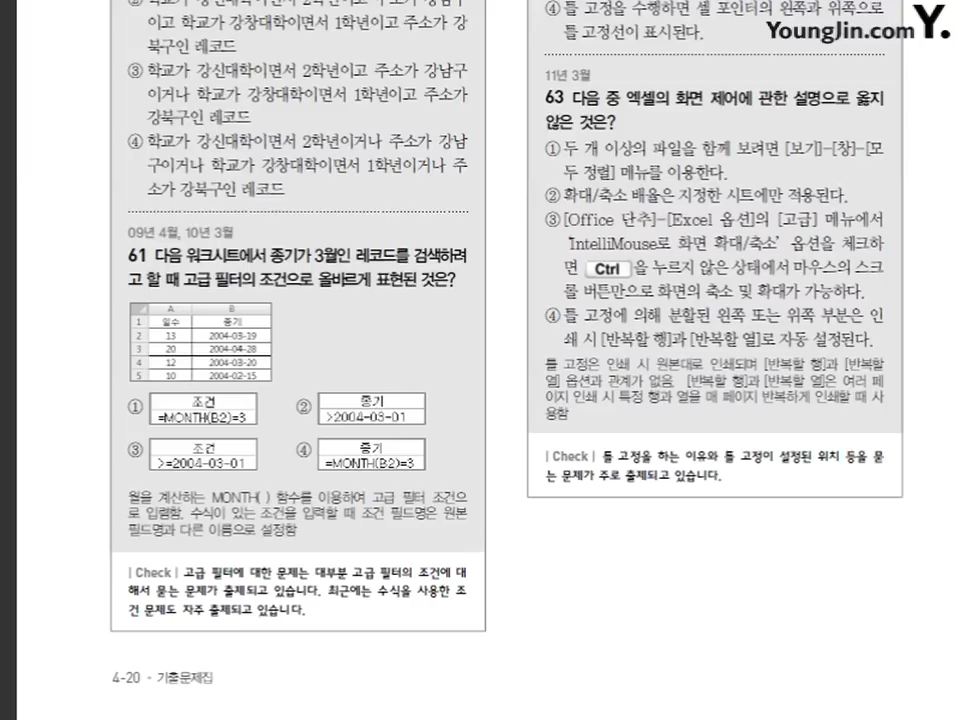 이고 학교가 강창대학이면서 1학년이고 주소가 강
북구인 레코드
③ 학교가 강신대학이면서 2학년이고 주소가 강남구
이거나 학교가 강창대학이면서 1학년이고 주소가
강북구인 레코드
④ 학교가 강신대학이면서 2학년이거나 주소가 강남
구이거나 학교가 강창대학이면서 1학년이거나 주
소가 강북구인 레코드
09년 4월, 10년 3월
61 다음 워크시트에서 종기가 3월인 레코드를 검색하려
고 할 때 고급 필터의 조건으로 올바르게 표현된 것은?
A B
1 일수 종기
2 13 2004-03-19
3 20 2004-04-28
4 12 2004-03-20
5 10 2004-02-15
① 조건
=MONTH(B2)=3
② 종기
>2004-03-01
③ 조건
>=2004-03-01
④ 종기
=MONTH(B2)=3
월을 계산하는 MONTH( ) 함수를 이용하여 고급 필터 조건으
로 입력함. 수식이 있는 조건을 입력할 때 조건 필드명은 원본
필드명과 다른 이름으로 설정함
| Check | 고급 필터에 대한 문제는 대부분 고급 필터의 조건에 대
해서 묻는 문제가 출제되고 있습니다. 최근에는 수식을 사용한 조
건 문제도 자주 출제되고 있습니다.
4-20 • 기출문제집
④ 틀 고정을 수행하면 셀 포인터의 왼쪽과 위쪽으로
틀 고정선이 표시된다.
YoungJin.com Y.
11년 3월
63 다음 중 엑셀의 화면 제어에 관한 설명으로 옳지
않은 것은?
① 두 개 이상의 파일을 함께 보려면 [보기]-[창]-[모
두 정렬] 메뉴를 이용한다.
② 확대/축소 배율은 지정한 시트에만 적용된다.
③ [Office 단추]-[Excel 옵션]의 [고급] 메뉴에서
'IntelliMouse로 화면 확대/축소' 옵션을 체크하
면 Ctrl 을 누르지 않은 상태에서 마우스의 스크
롤 버튼만으로 화면의 축소 및 확대가 가능하다.
④ 틀 고정에 의해 분할된 왼쪽 또는 위쪽 부분은 인
쇄 시 [반복할 행]과 [반복할 열]로 자동 설정된다.
틀 고정은 인쇄 시 원본대로 인쇄되며 [반복할 행]과 [반복할
열] 옵션과 관계가 없음. [반복할 행]과 [반복할 열]은 여러 페
이지 인쇄 시 특정 행과 열을 매 페이지 반복하게 인쇄할 때 사
용함
| Check | 틀 고정을 하는 이유와 틀 고정이 설정된 위치 등을 묻
는 문제가 주로 출제되고 있습니다.